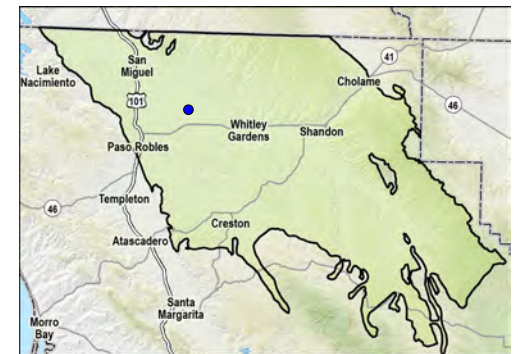 San
Miguel
Lake
Nacimiento
41
Cholame
101
46
Whitley
Gardens
Shandon
Paso Robles
Templeton
46
Creston
Atascadero
Santa
Margarita
Morro
Bay